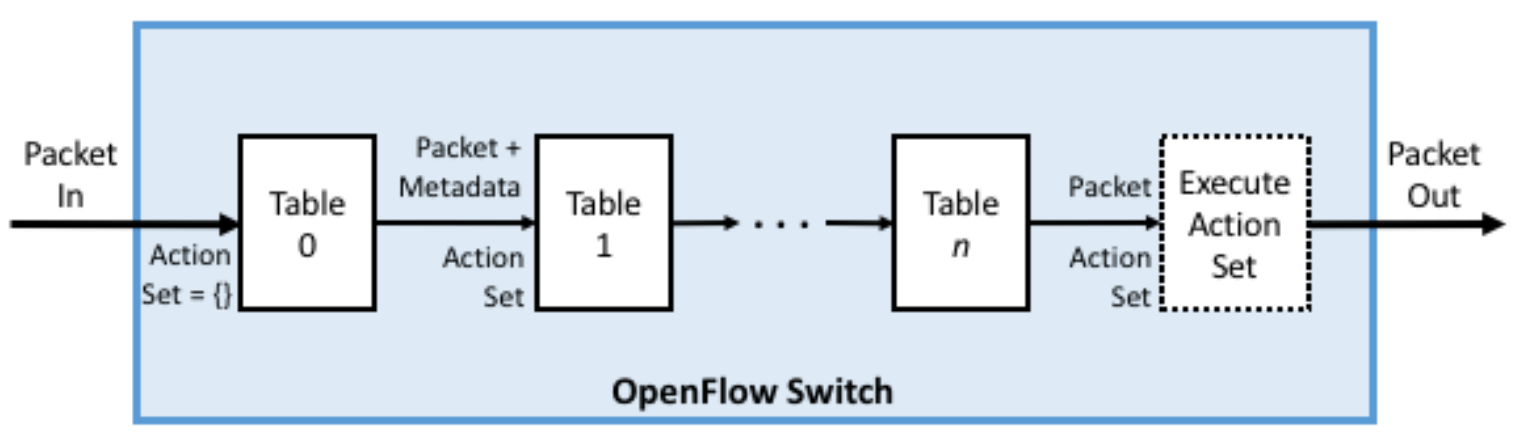 Packet
In
Action
Set = {}
Table
0
Packet +
Metadata
Action
Set
Table
1
. . .
Table
n
Packet
Action
Set
Execute
Action
Set
Packet
Out
OpenFlow Switch